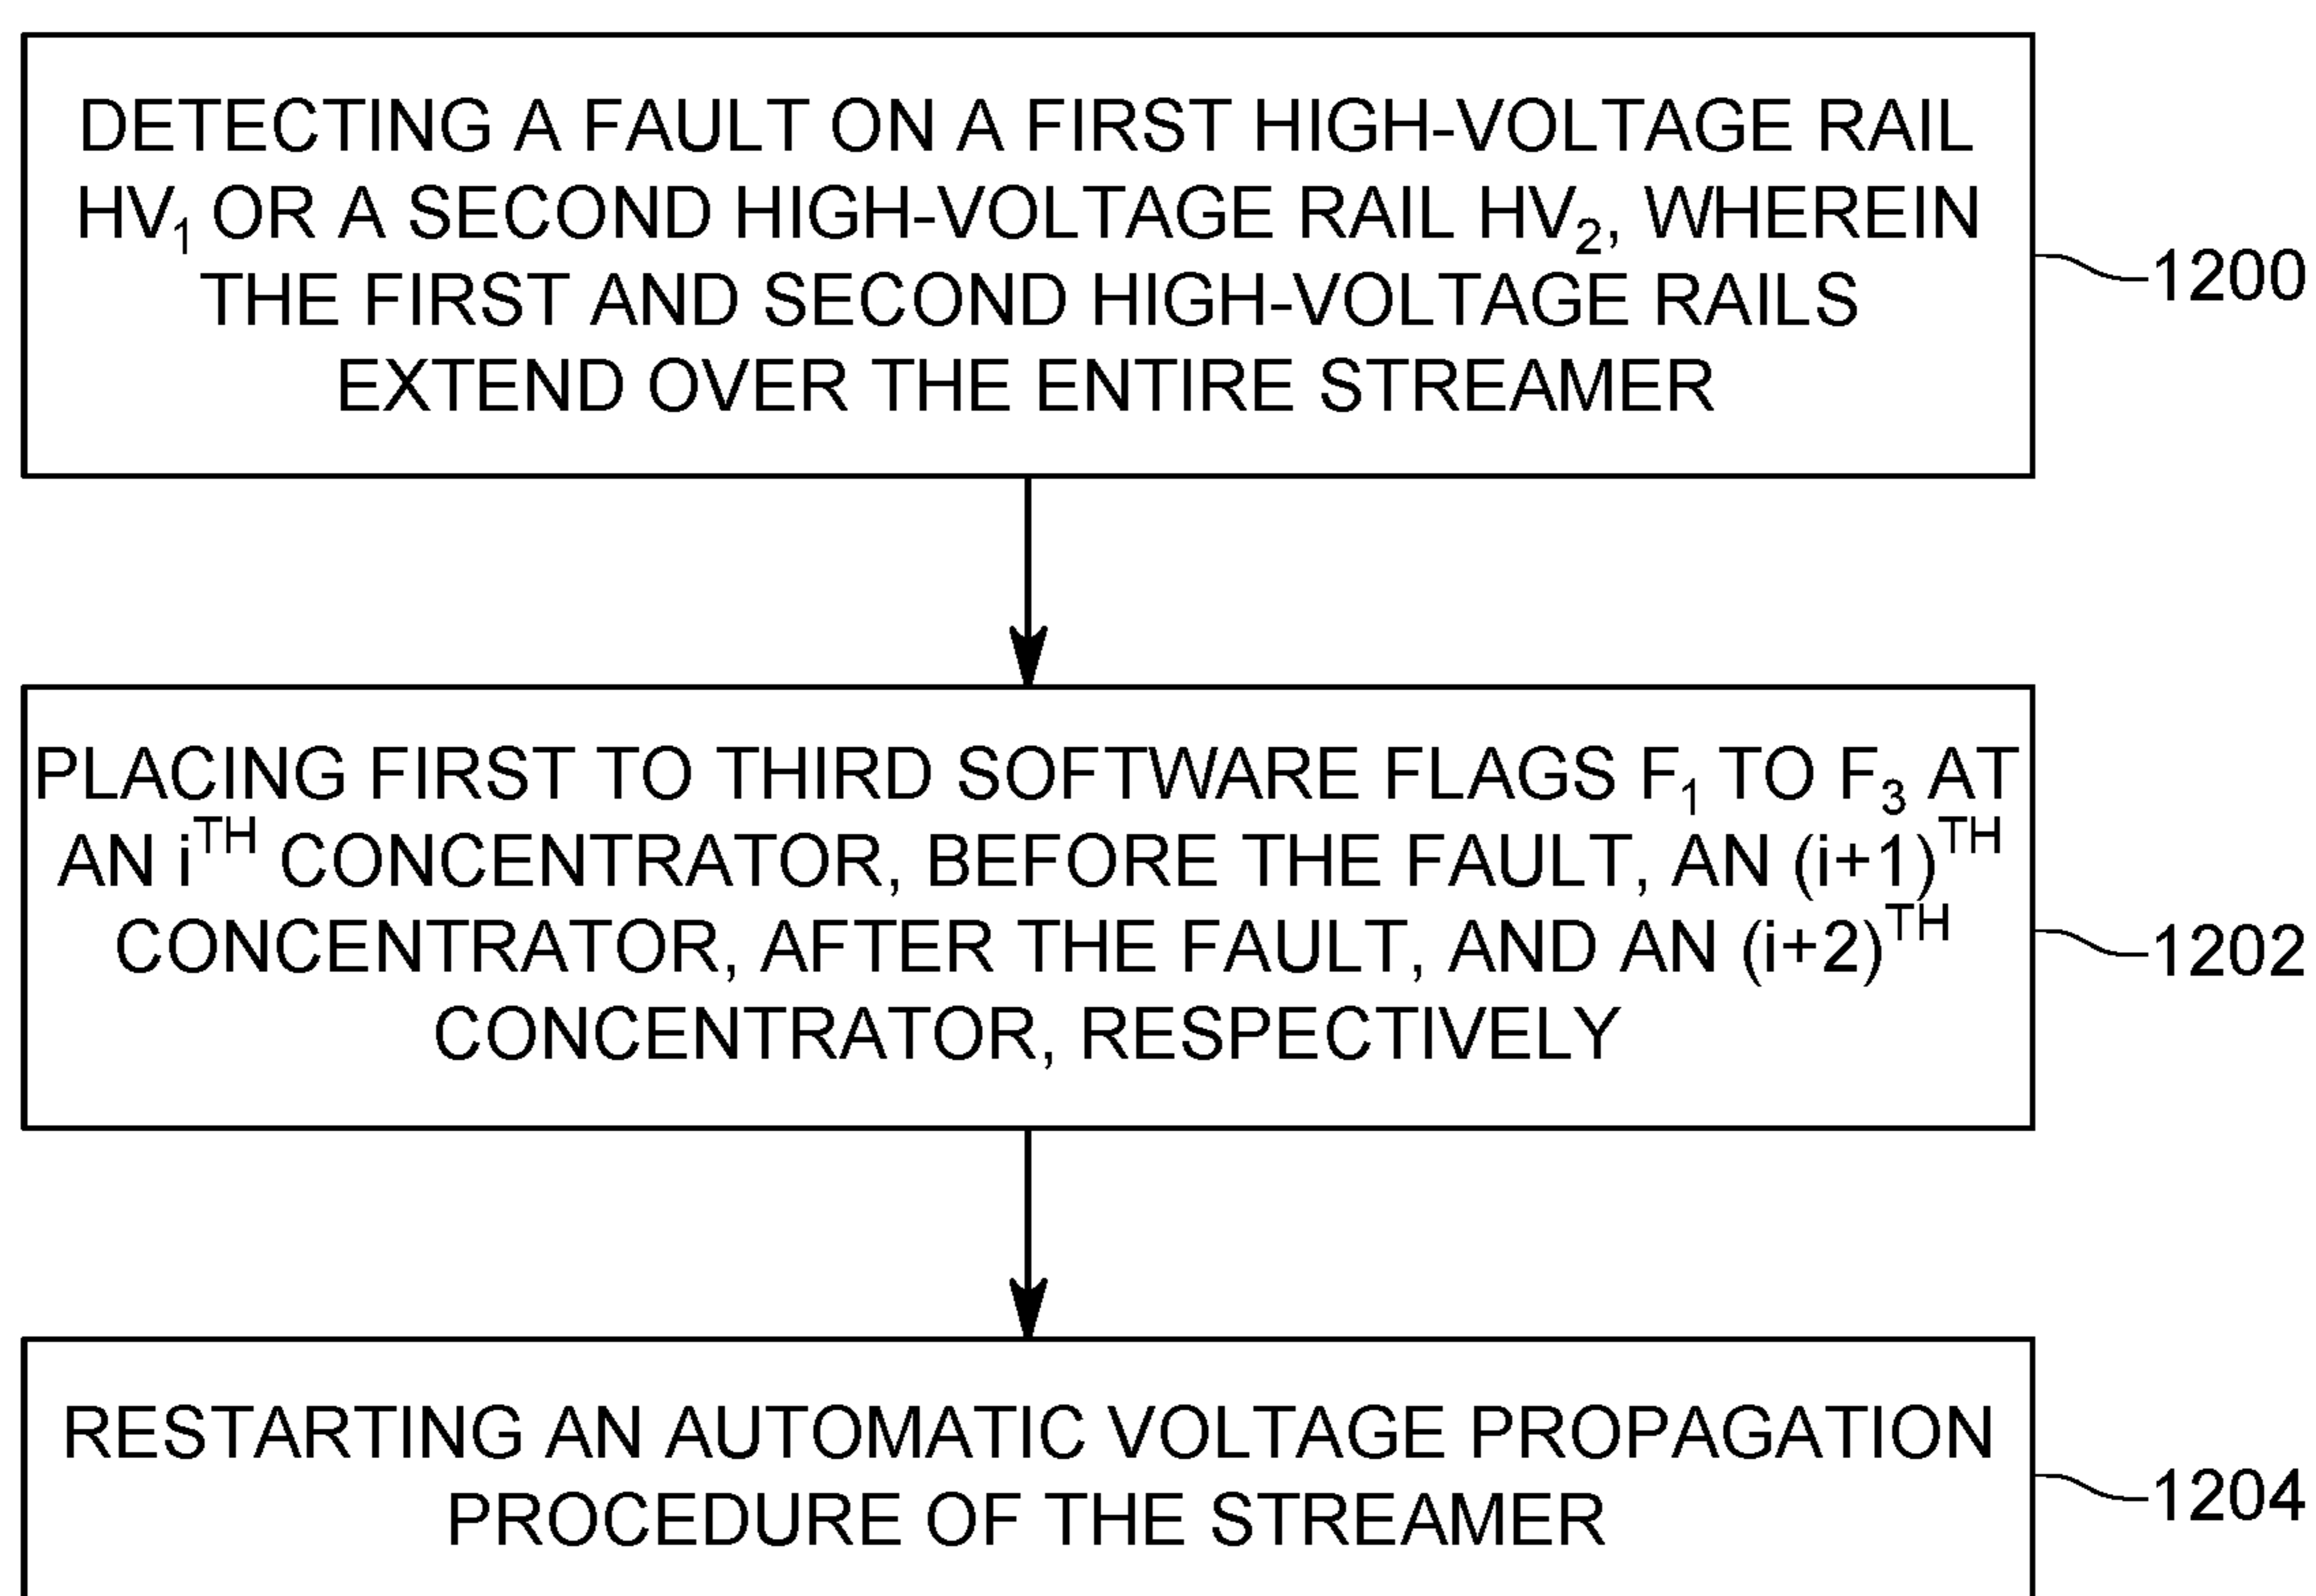 DETECTING A FAULT ON A FIRST HIGH-VOLTAGE RAIL
HV₁ OR A SECOND HIGH-VOLTAGE RAIL HV₂, WHEREIN
THE FIRST AND SECOND HIGH-VOLTAGE RAILS
EXTEND OVER THE ENTIRE STREAMER
1200
PLACING FIRST TO THIRD SOFTWARE FLAGS F₁ TO F₃ AT
AN iᵀᴴ CONCENTRATOR, BEFORE THE FAULT, AN (i+1)ᵀᴴ
CONCENTRATOR, AFTER THE FAULT, AND AN (i+2)ᵀᴴ
CONCENTRATOR, RESPECTIVELY
1202
RESTARTING AN AUTOMATIC VOLTAGE PROPAGATION
PROCEDURE OF THE STREAMER
1204